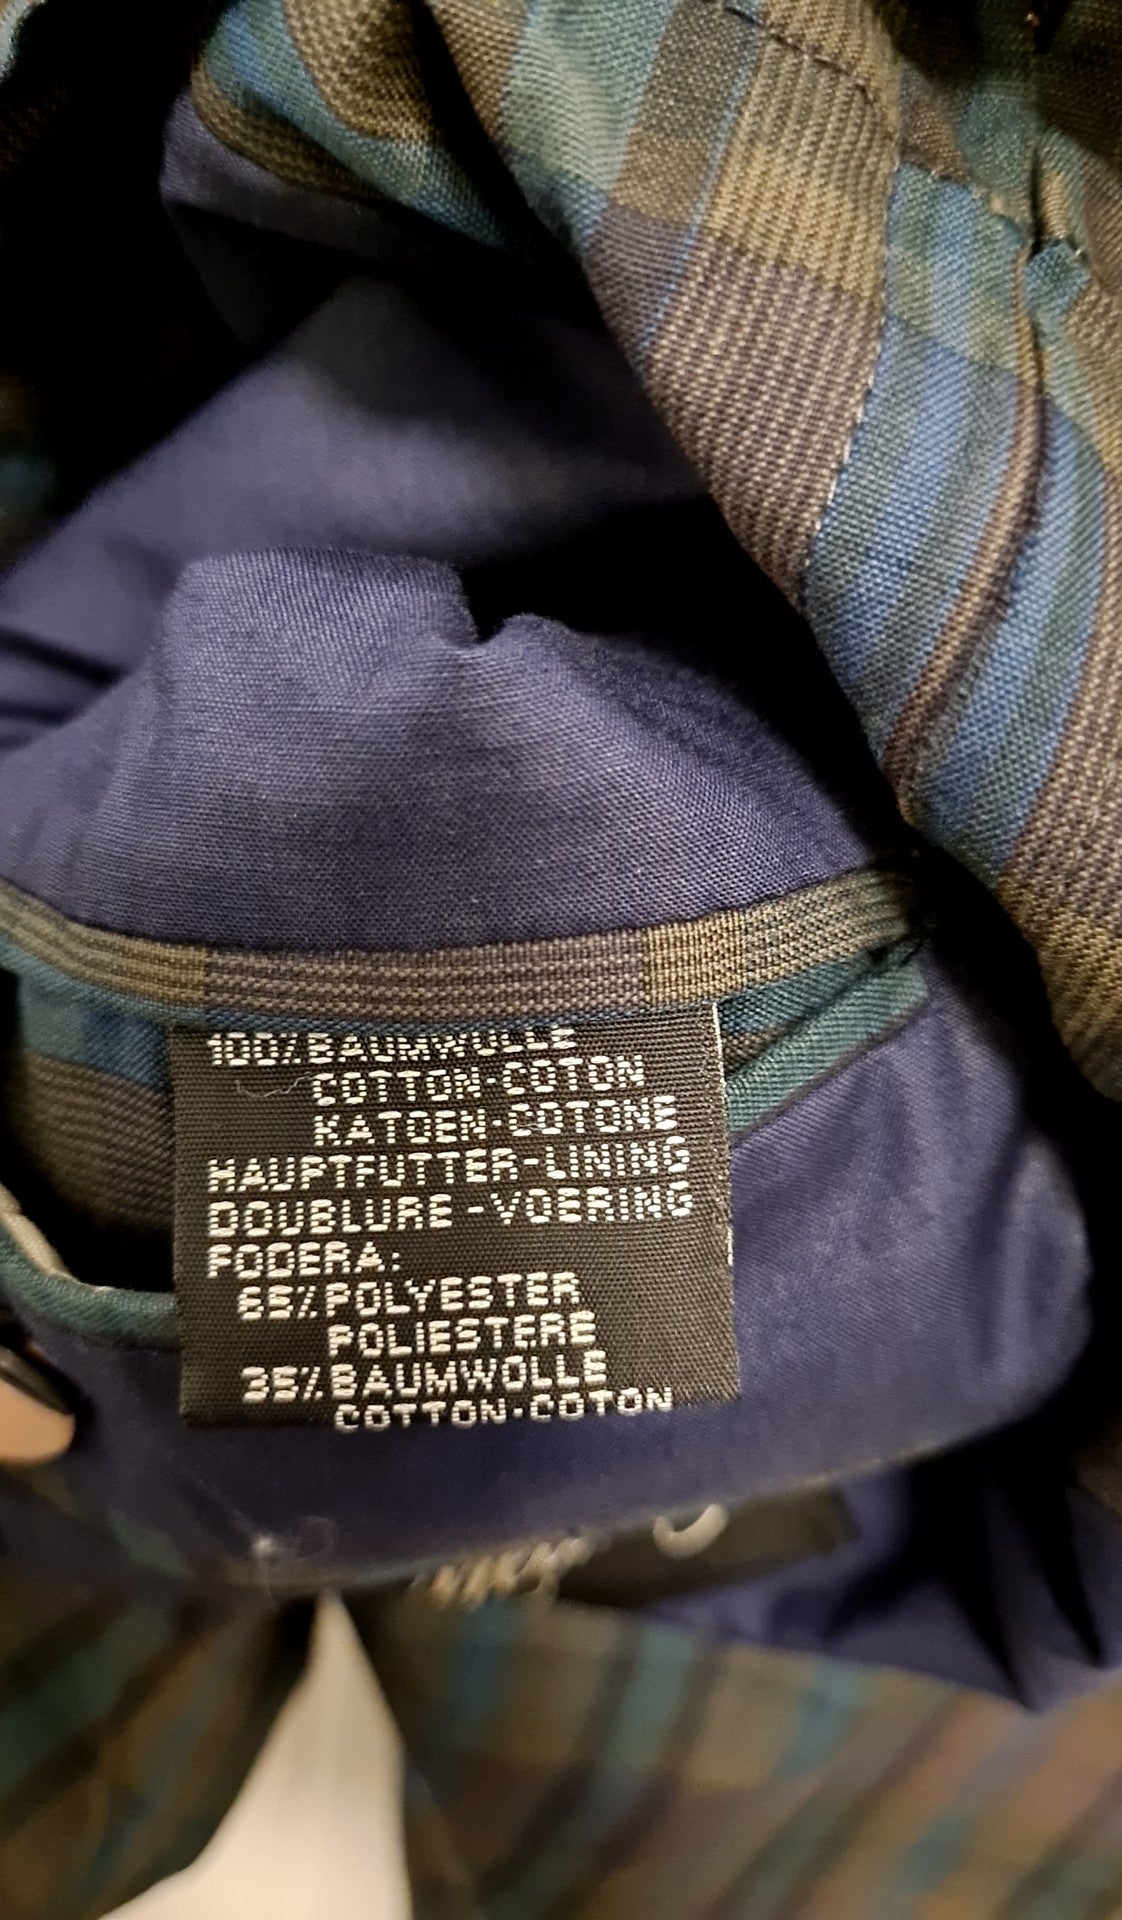 100% BAUMWOLLE
COTTON-COTON
KATOEN-COTONE
HAUPTFUTTER-LINING
DOUBLURE-VOERING
FODERA:
65% POLYESTER
POLIESTERE
35% BAUMWOLLE
COTTON-COTON